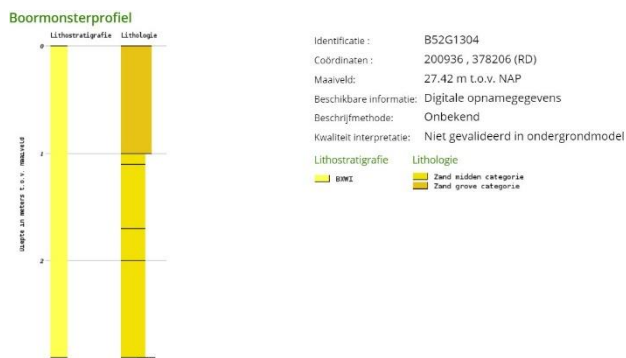 Boormonsterprofiel
Lithostratigrafie Lithologie
0
1
2
Diepte in meters t.o.v. maaiveld
Identificatie : B52G1304
Coördinaten : 200936 , 378206 (RD)
Maaiveld: 27.42 m t.o.v. NAP
Beschikbare informatie: Digitale opnamegegevens
Beschrijfmethode: Onbekend
Kwaliteit interpretatie: Niet gevalideerd in ondergrondmodel
Lithostratigrafie Lithologie
BXWI Zand midden categorie
Zand grove categorie